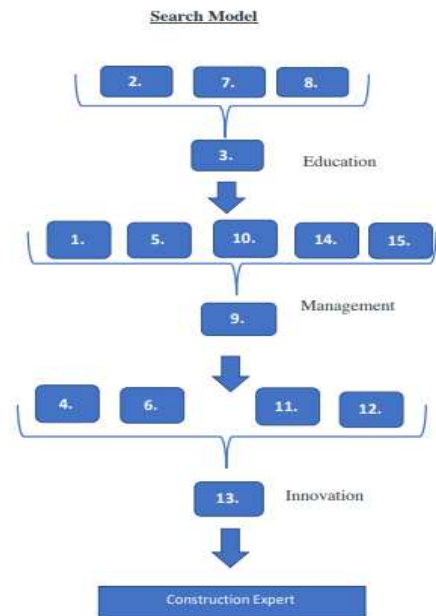 Search Model
2. 7. 8.
3. Education
1. 5. 10. 14. 15.
9. Management
4. 6. 11. 12.
13. Innovation
Construction Expert